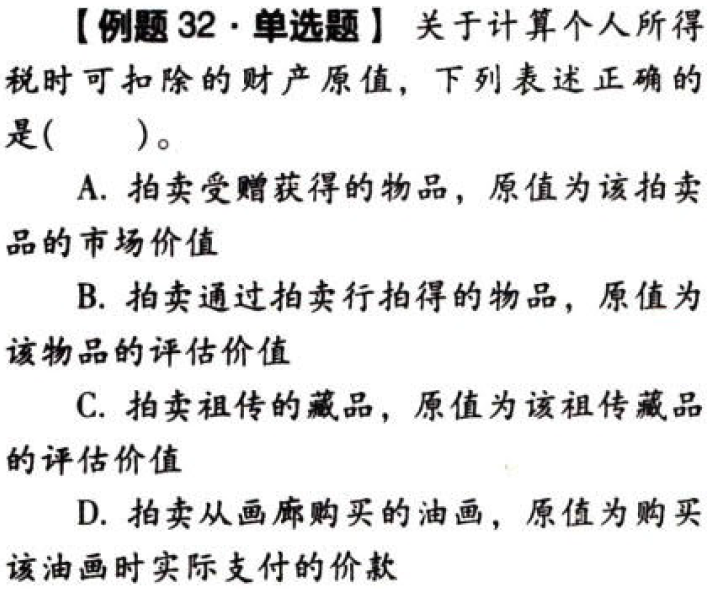 【例题 32·单选题】 关于计算个人所得
税时可扣除的财产原值，下列表述正确的
是(　　)。
A. 拍卖受赠获得的物品，原值为该拍卖
品的市场价值
B. 拍卖通过拍卖行拍得的物品，原值为
该物品的评估价值
C. 拍卖祖传的藏品，原值为该祖传藏品
的评估价值
D. 拍卖从画廊购买的油画，原值为购买
该油画时实际支付的价款